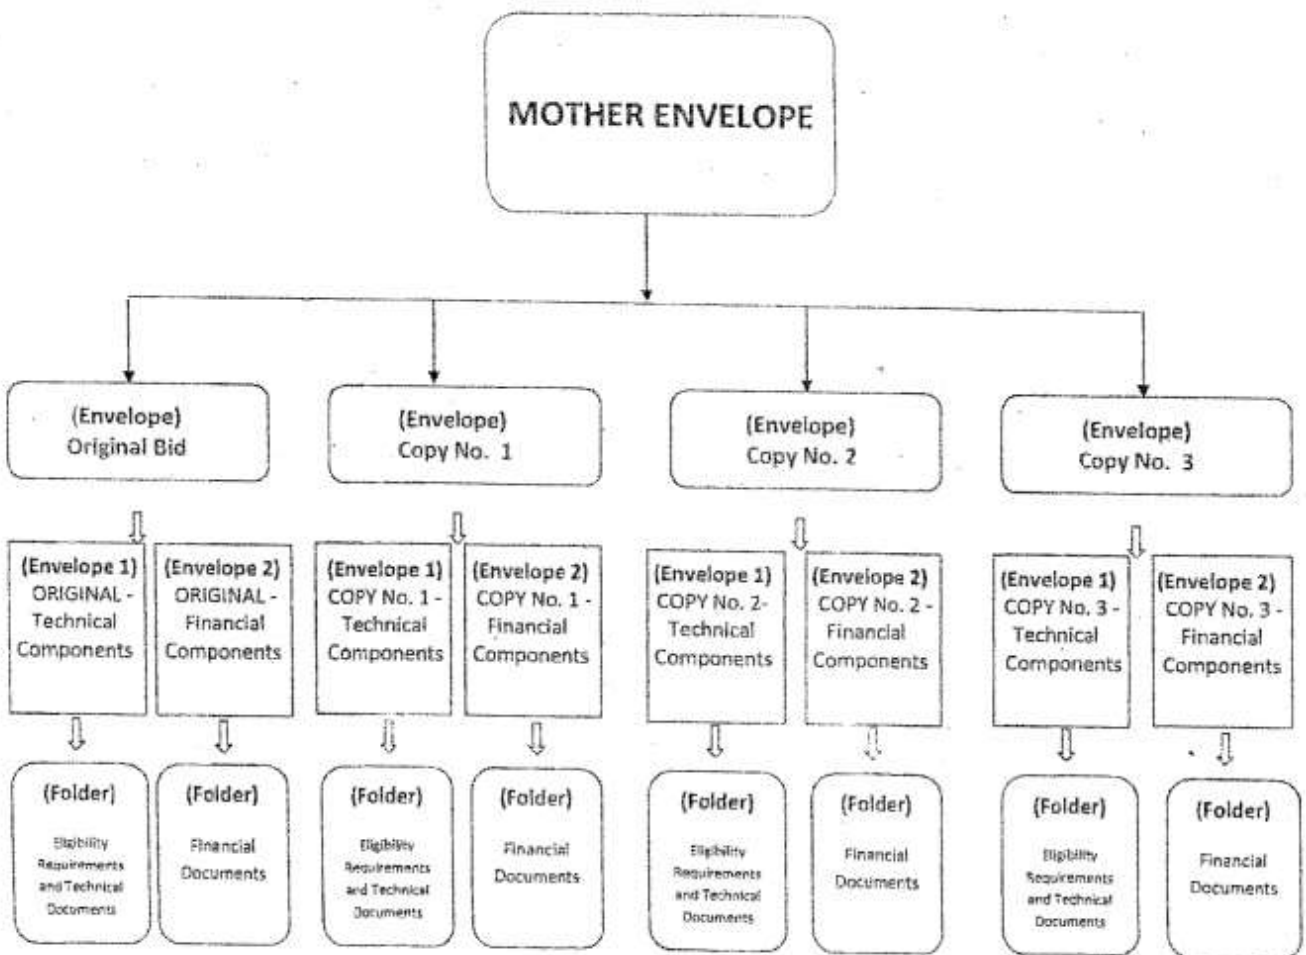 MOTHER ENVELOPE
(Envelope)
Original Bid
(Envelope)
Copy No. 1
(Envelope)
Copy No. 2
(Envelope)
Copy No. 3
(Envelope 1)
ORIGINAL -
Technical
Components
(Envelope 2)
ORIGINAL -
Financial
Components
(Envelope 1)
COPY No. 1 -
Technical
Components
(Envelope 2)
COPY No. 1 -
Financial
Components
(Envelope 1)
COPY No. 2-
Technical
Components
(Envelope 2)
COPY No. 2 -
Financial
Components
(Envelope 1)
COPY No. 3 -
Technical
Components
(Envelope 2)
COPY No. 3 -
Financial
Components
(Folder)
Eligibility
Requirements
and Technical
Documents
(Folder)
Financial
Documents
(Folder)
Eligibility
Requirements
and Technical
Documents
(Folder)
Financial
Documents
(Folder)
Eligibility
Requirements
and Technical
Documents
(Folder)
Financial
Documents
(Folder)
Eligibility
Requirements
and Technical
Documents
(Folder)
Financial
Documents